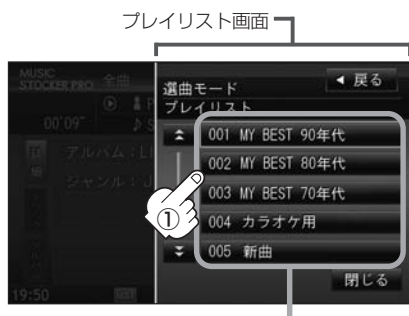 プレイリスト画面
MUSIC
STOCKER PRO 全曲
選曲モード
◀ 戻る
プレイリスト
00'09"
001 MY BEST 90年代
アルバム:LI
002 MY BEST 80年代
ジャンル:J
003 MY BEST 70年代
①
004 カラオケ用
005 新曲
閉じる
19:50